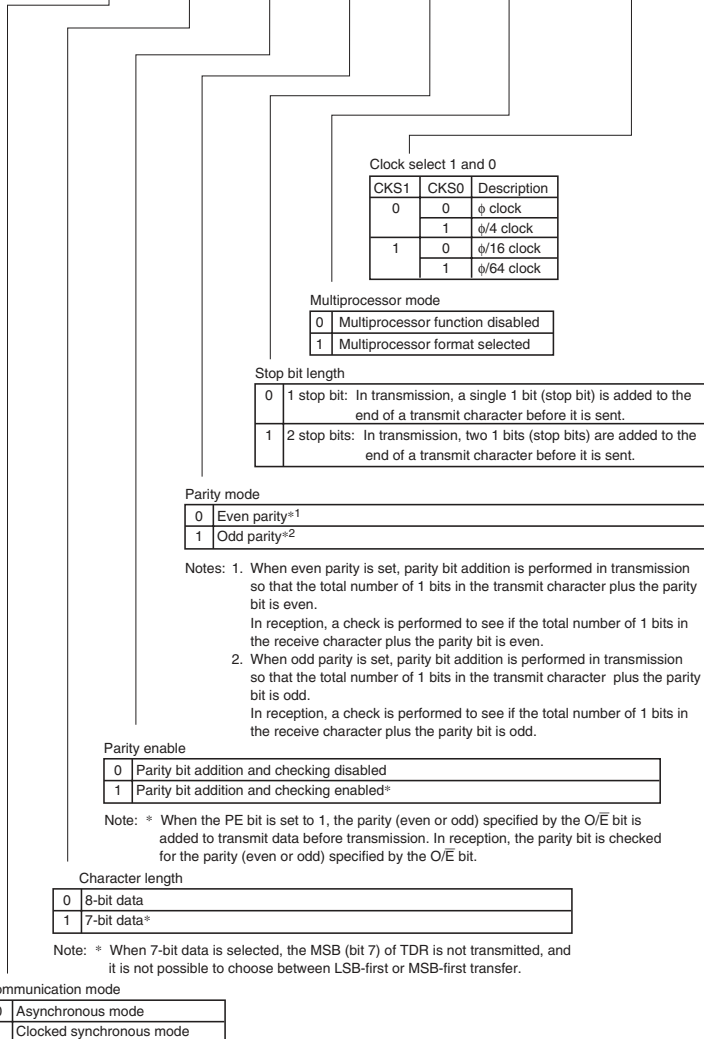 Clock select 1 and 0
CKS1 CKS0 Description
0 0 ϕ clock
1 ϕ/4 clock
1 0 ϕ/16 clock
1 ϕ/64 clock
Multiprocessor mode
0 Multiprocessor function disabled
1 Multiprocessor format selected
Stop bit length
0 1 stop bit: In transmission, a single 1 bit (stop bit) is added to the
end of a transmit character before it is sent.
1 2 stop bits: In transmission, two 1 bits (stop bits) are added to the
end of a transmit character before it is sent.
Parity mode
0 Even parity*1
1 Odd parity*2
Notes: 1. When even parity is set, parity bit addition is performed in transmission
so that the total number of 1 bits in the transmit character plus the parity
bit is even.
In reception, a check is performed to see if the total number of 1 bits in
the receive character plus the parity bit is even.
2. When odd parity is set, parity bit addition is performed in transmission
so that the total number of 1 bits in the transmit character plus the parity
bit is odd.
In reception, a check is performed to see if the total number of 1 bits in
the receive character plus the parity bit is odd.
Parity enable
0 Parity bit addition and checking disabled
1 Parity bit addition and checking enabled*
Note: * When the PE bit is set to 1, the parity (even or odd) specified by the O/E̅ bit is
added to transmit data before transmission. In reception, the parity bit is checked
for the parity (even or odd) specified by the O/E̅ bit.
Character length
0 8-bit data
1 7-bit data*
Note: * When 7-bit data is selected, the MSB (bit 7) of TDR is not transmitted, and
it is not possible to choose between LSB-first or MSB-first transfer.
mmunication mode
Asynchronous mode
Clocked synchronous mode